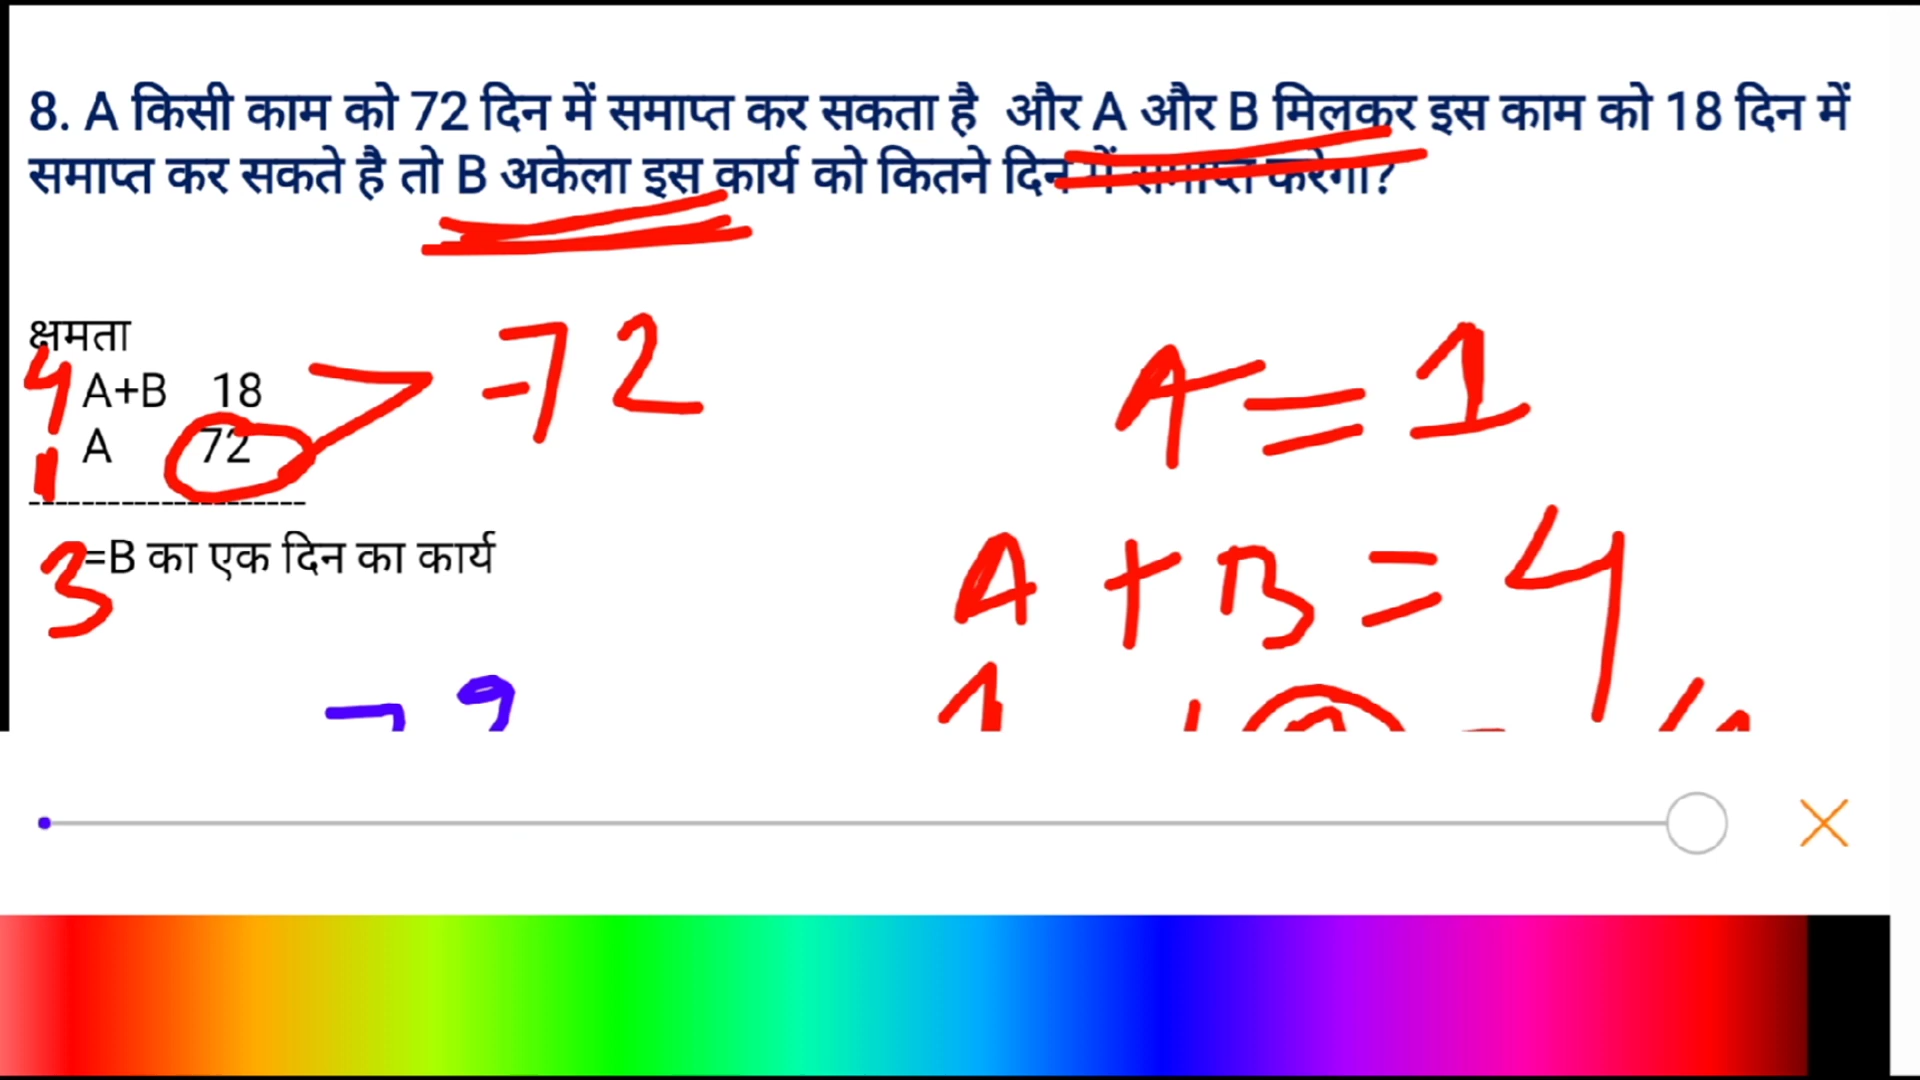 8. A किसी काम को 72 दिन में समाप्त कर सकता है और A और B मिलकर इस काम को 18 दिन में
समाप्त कर सकते है तो B अकेला इस कार्य को कितने दिन में समाप्त करेगा?
क्षमता
4 A+B 18
=72
1 A 72
----------------------
3 =B का एक दिन का कार्य
A = 1
A + B = 4